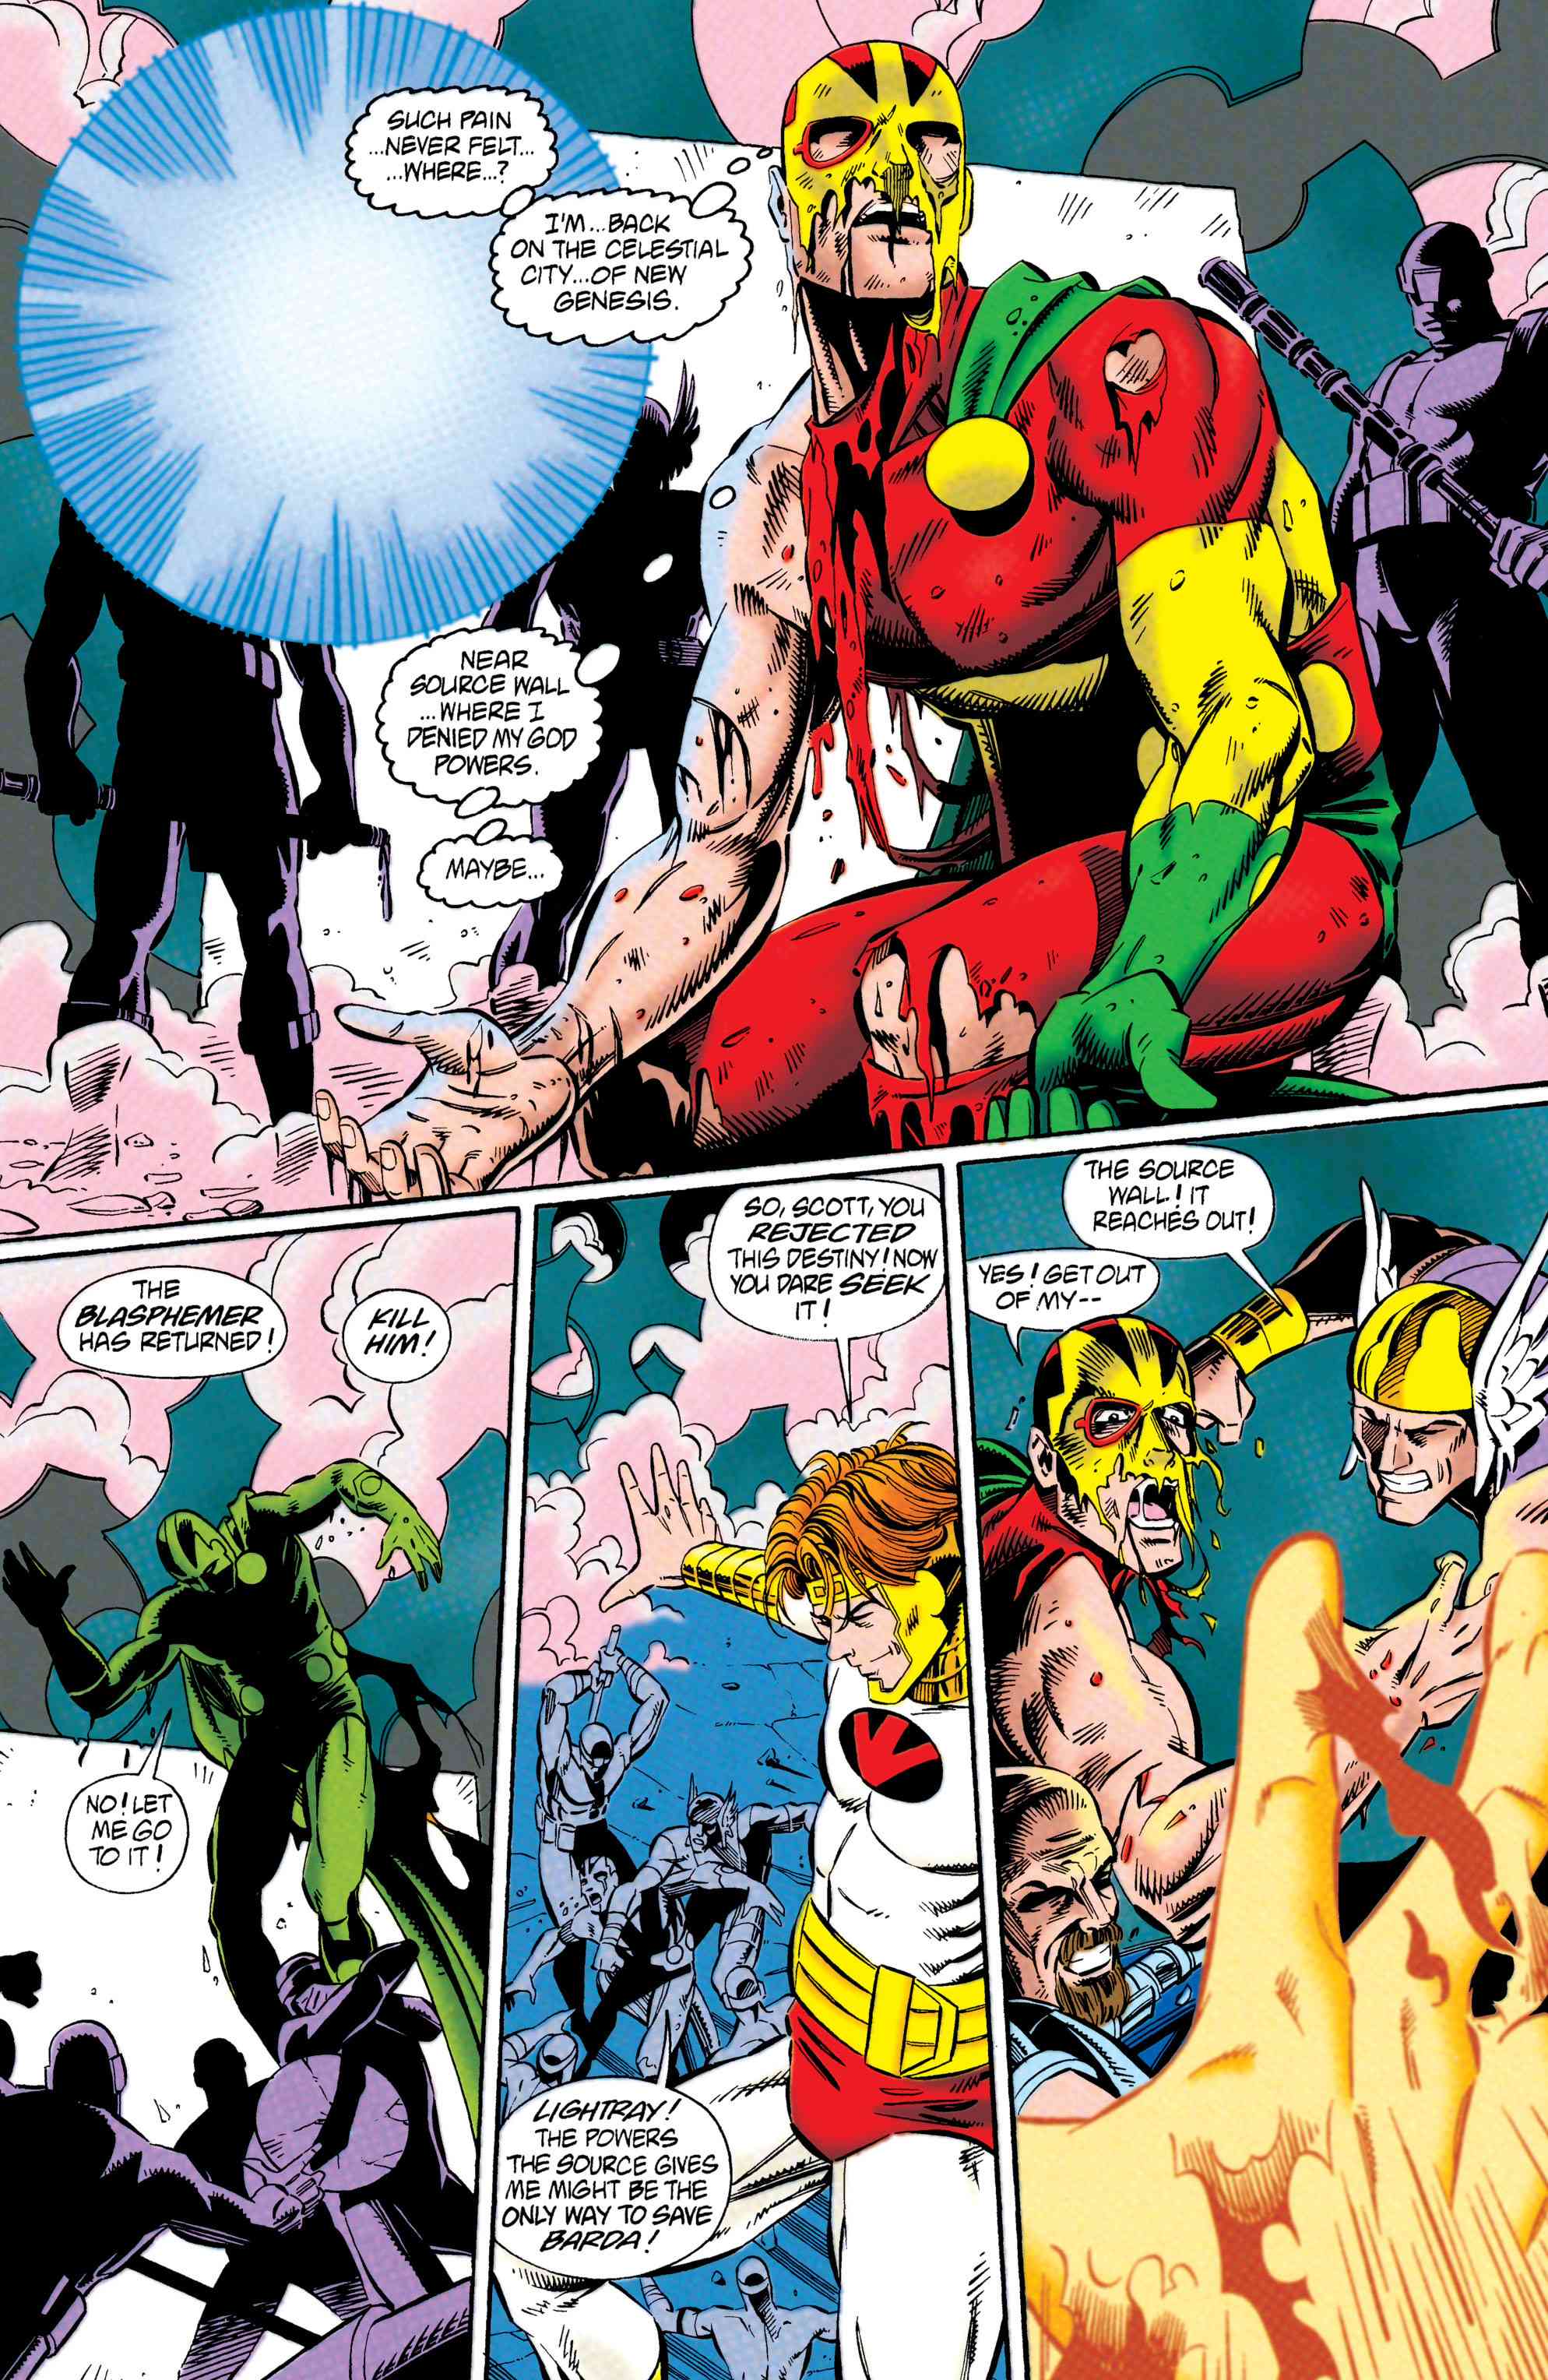 SUCH PAIN
...NEVER FELT...
...WHERE...?
I'M...BACK
ON THE CELESTIAL
CITY...OF NEW
GENESIS.
NEAR
SOURCE WALL
...WHERE I
DENIED MY GOD
POWERS.
MAYBE...
THE
BLASPHEMER
HAS RETURNED!
KILL
HIM!
NO! LET
ME GO
TO IT!
SO, SCOTT, YOU
REJECTED
THIS DESTINY! NOW
YOU DARE SEEK
IT!
LIGHTRAY!
THE POWERS
THE SOURCE GIVES
ME MIGHT BE THE
ONLY WAY TO SAVE
BARDA!
THE SOURCE
WALL! IT
REACHES OUT!
YES! GET OUT
OF MY--